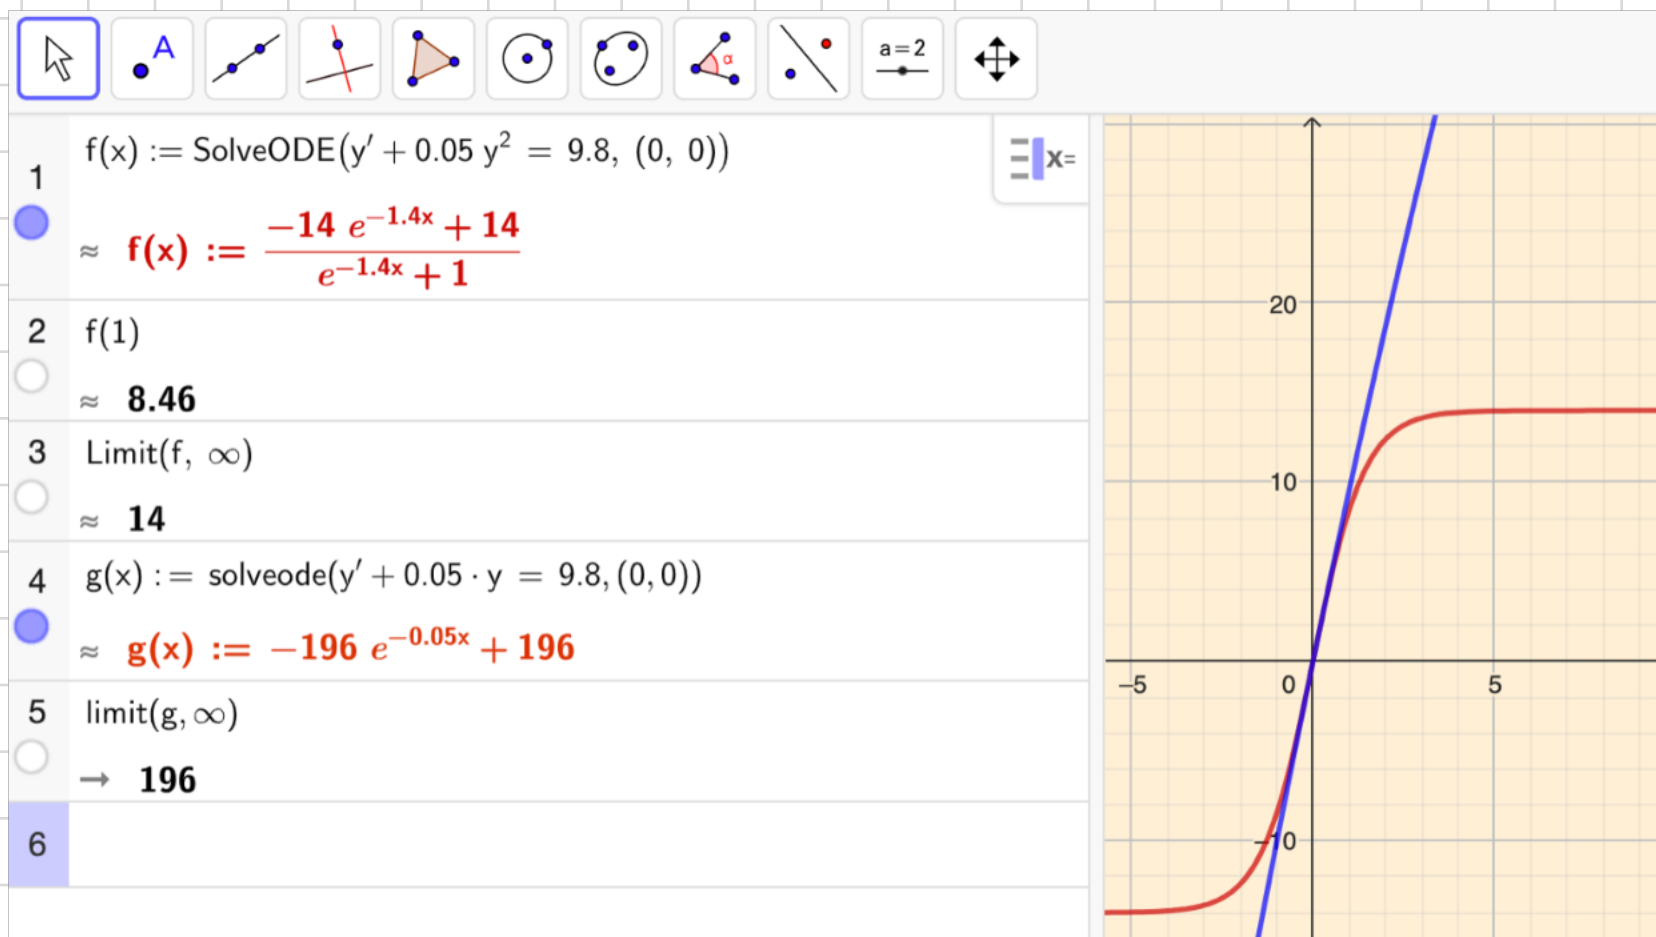 A
α
a = 2
1
f(x) := SolveODE(y′ + 0.05 y² = 9.8, (0, 0))
≈ f(x) := (−14 e^(−1.4x) + 14) / (e^(−1.4x) + 1)
x=
2
f(1)
≈ 8.46
3
Limit(f, ∞)
≈ 14
4
g(x) := solveode(y′ + 0.05 · y = 9.8, (0, 0))
≈ g(x) := −196 e^(−0.05x) + 196
5
limit(g, ∞)
→ 196
6
20
10
−5 0 5
−10